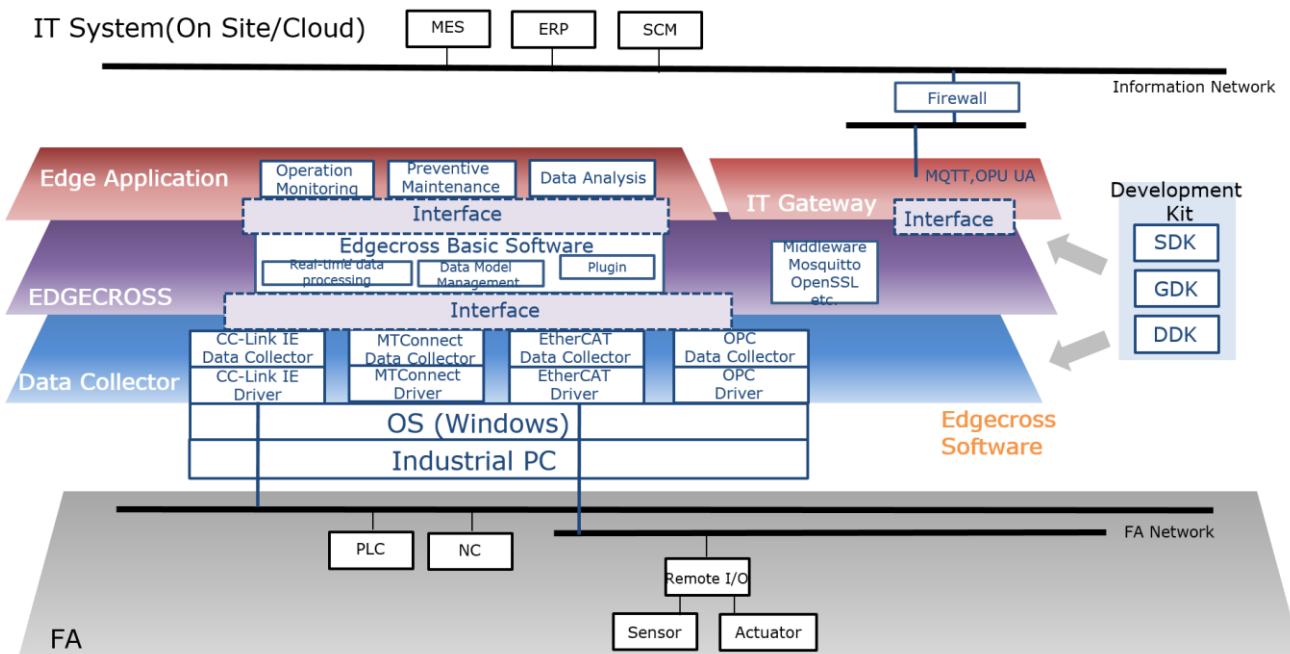 IT System(On Site/Cloud)
MES
ERP
SCM
Information Network
Firewall
Edge Application
Operation
Monitoring
Preventive
Maintenance
Data Analysis
MQTT,OPU UA
IT Gateway
Interface
Interface
Development
Kit
SDK
GDK
DDK
Edgecross Basic Software
Real-time data
processing
Data Model
Management
Plugin
Middleware
Mosquitto
OpenSSL
etc.
EDGECROSS
Interface
CC-Link IE
Data Collector
MTConnect
Data Collector
EtherCAT
Data Collector
OPC
Data Collector
Data Collector
CC-Link IE
Driver
MTConnect
Driver
EtherCAT
Driver
OPC
Driver
OS (Windows)
Industrial PC
Edgecross
Software
FA Network
PLC
NC
Remote I/O
Sensor
Actuator
FA